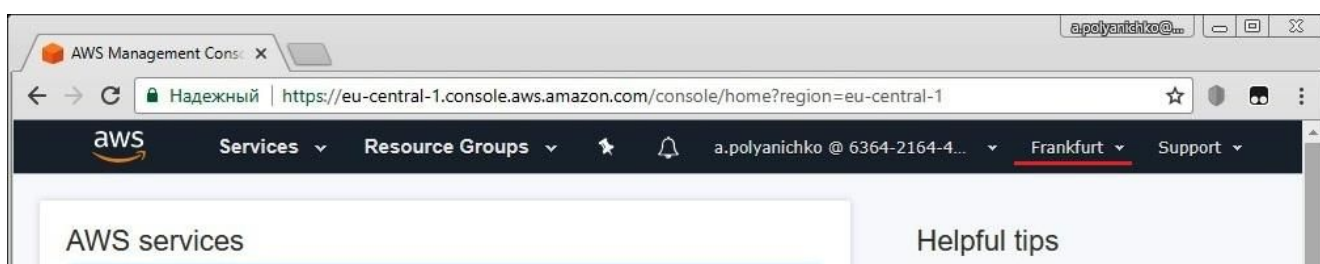 a.polyanichko@...
AWS Management Cons
Надежный | https://eu-central-1.console.aws.amazon.com/console/home?region=eu-central-1
aws Services Resource Groups a.polyanichko @ 6364-2164-4... Frankfurt Support
AWS services Helpful tips